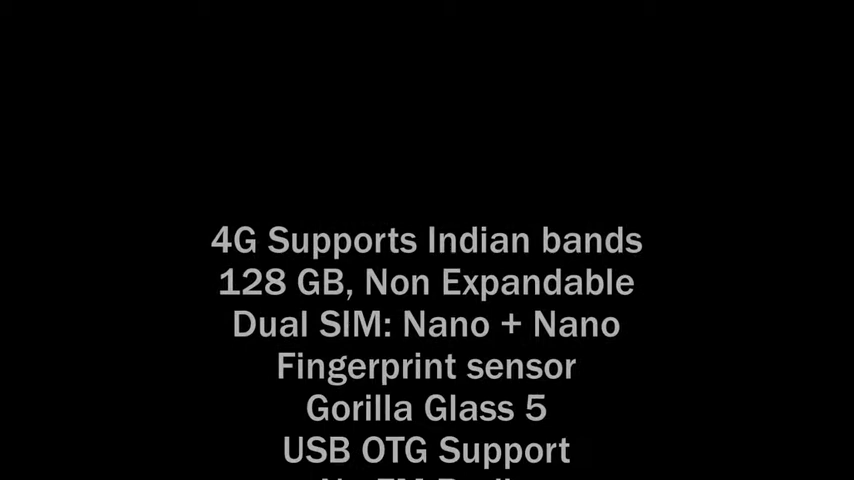 4G Supports Indian bands
128 GB, Non Expandable
Dual SIM: Nano + Nano
Fingerprint sensor
Gorilla Glass 5
USB OTG Support